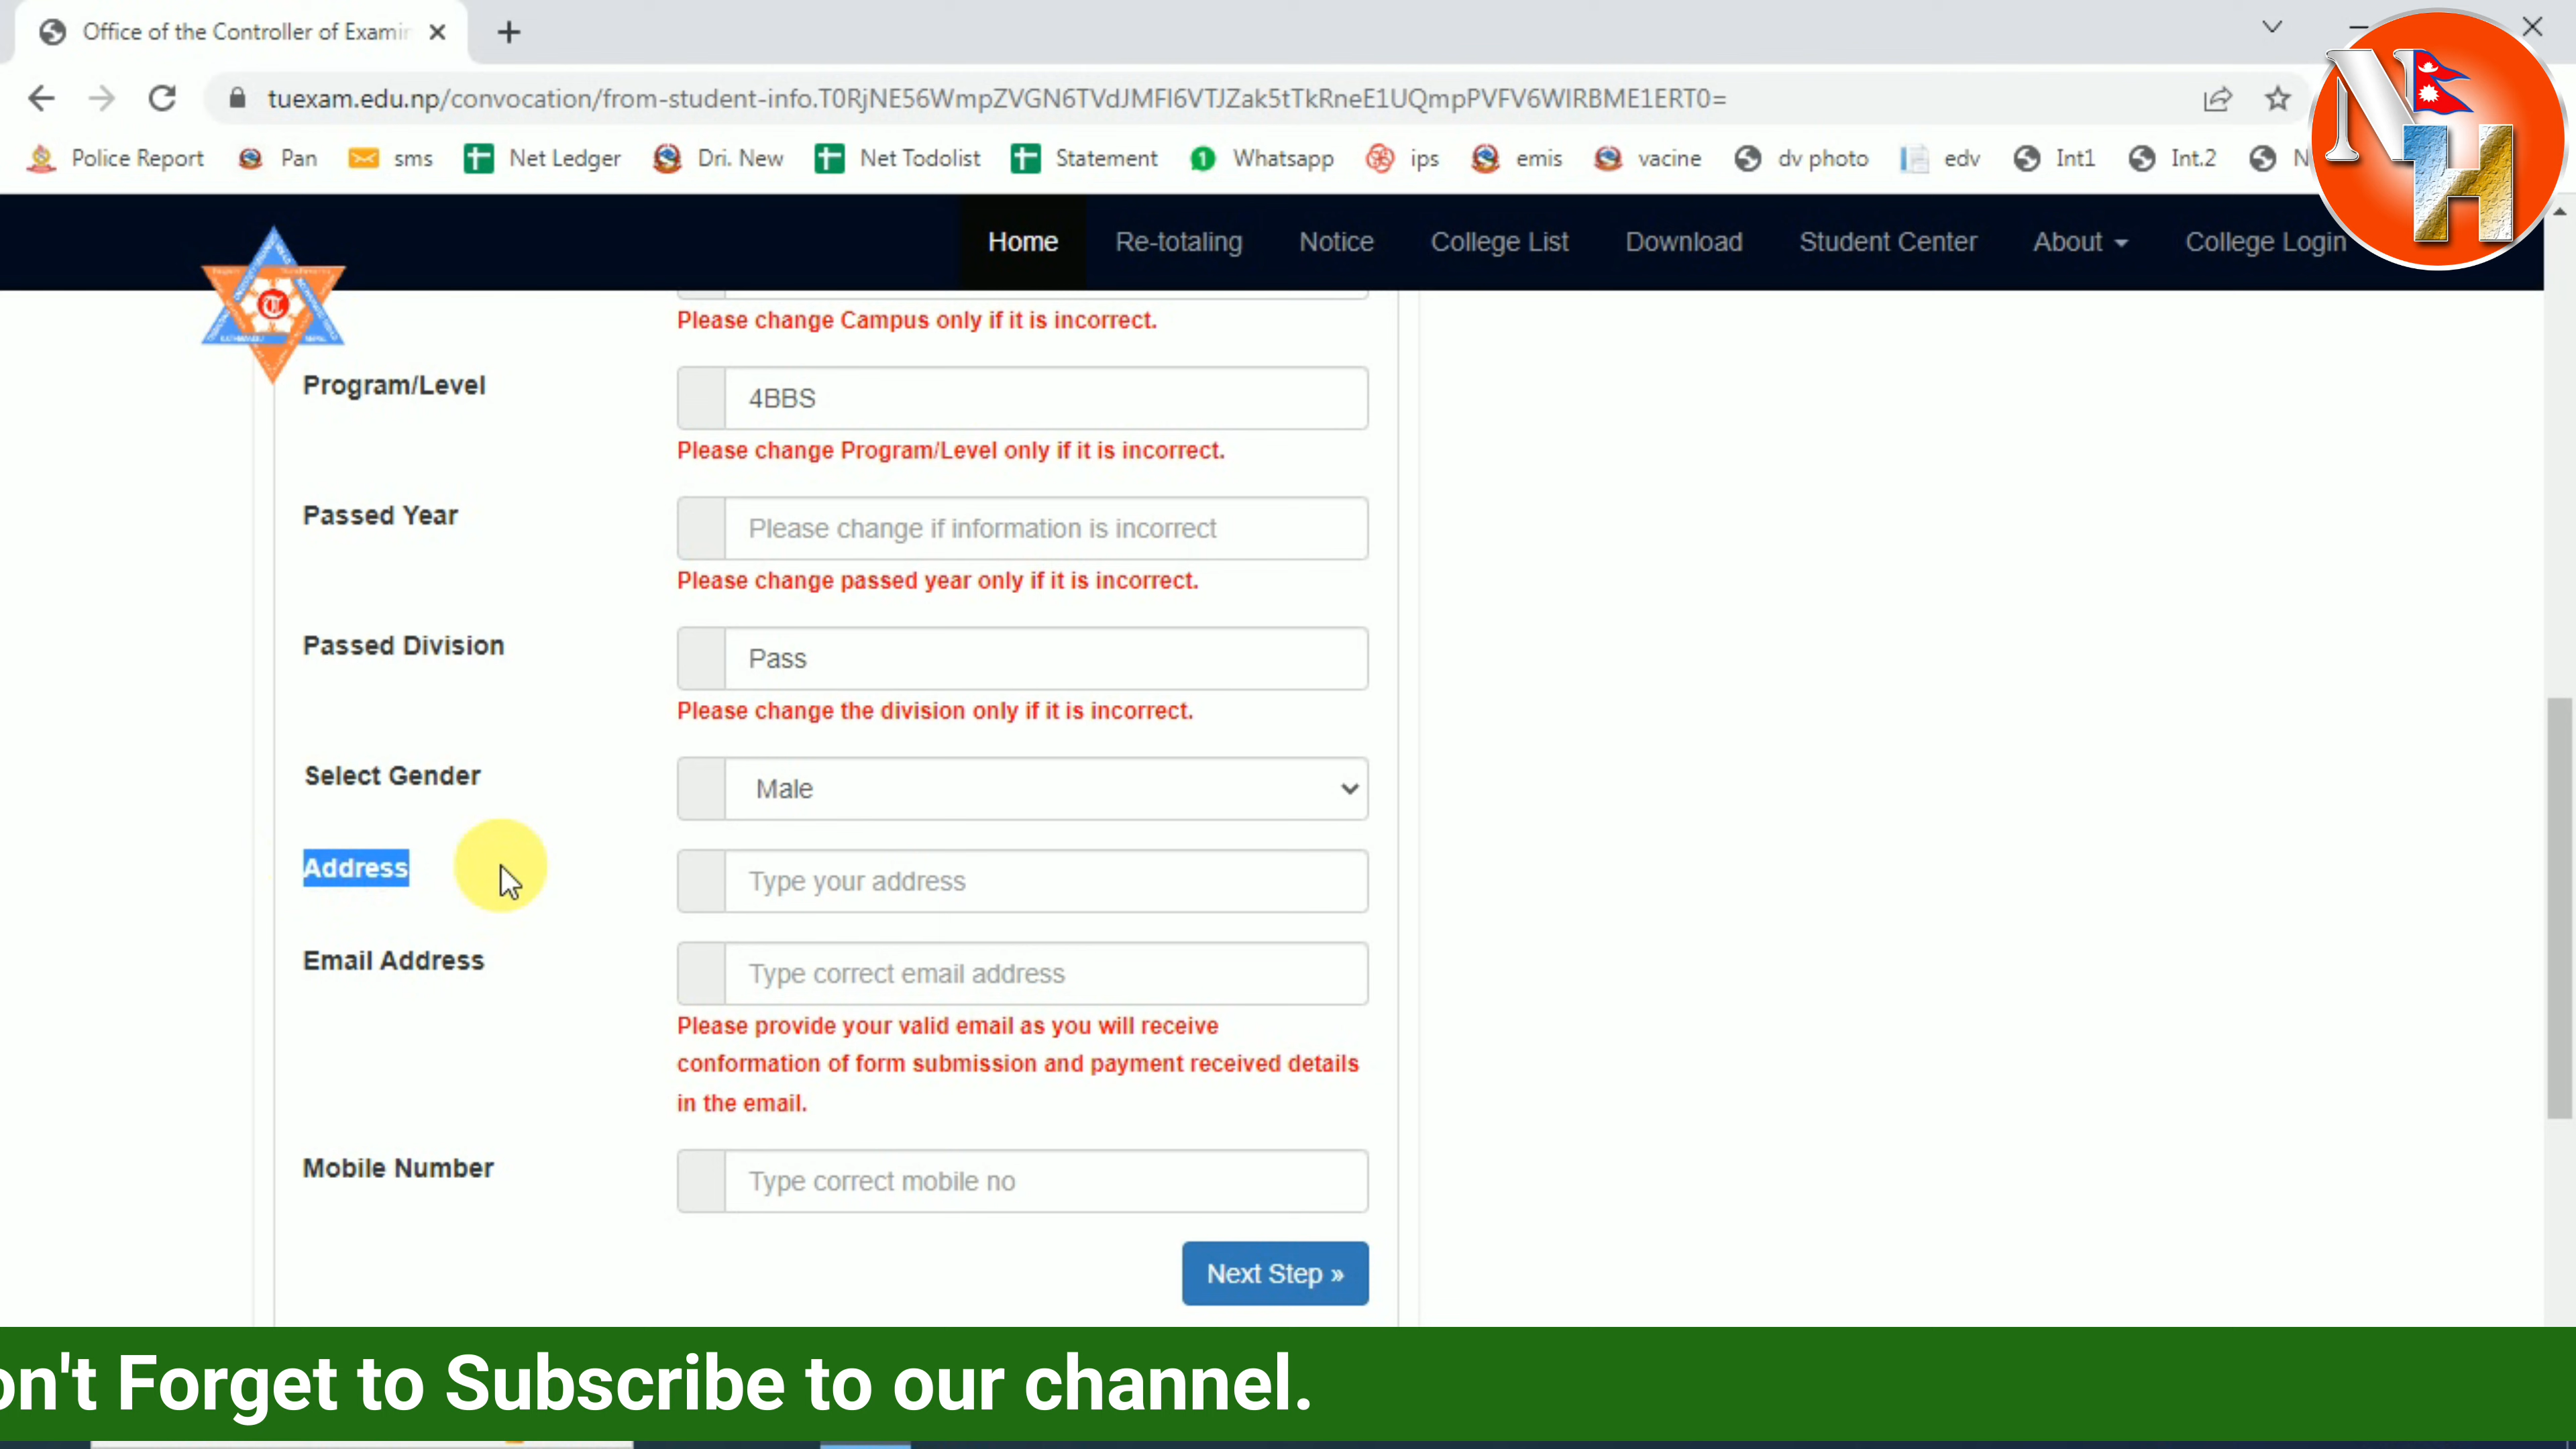 Office of the Controller of Examin
tuexam.edu.np/convocation/from-student-info.T0RjNE56WmpZVGN6TVdJMFl6VTJZak5tTkRneE1UQmpPVFV6WlRBME1ERT0=
Police Report Pan sms Net Ledger Dri. New Net Todolist Statement 1 Whatsapp ips emis vacine dv photo edv Int1 Int.2 N
NH
Home Re-totaling Notice College List Download Student Center About College Login
Please change Campus only if it is incorrect.
Program/Level
4BBS
Please change Program/Level only if it is incorrect.
Passed Year
Please change if information is incorrect
Please change passed year only if it is incorrect.
Passed Division
Pass
Please change the division only if it is incorrect.
Select Gender
Male
Address
Type your address
Email Address
Type correct email address
Please provide your valid email as you will receive
conformation of form submission and payment received details
in the email.
Mobile Number
Type correct mobile no
Next Step »
on't Forget to Subscribe to our channel.